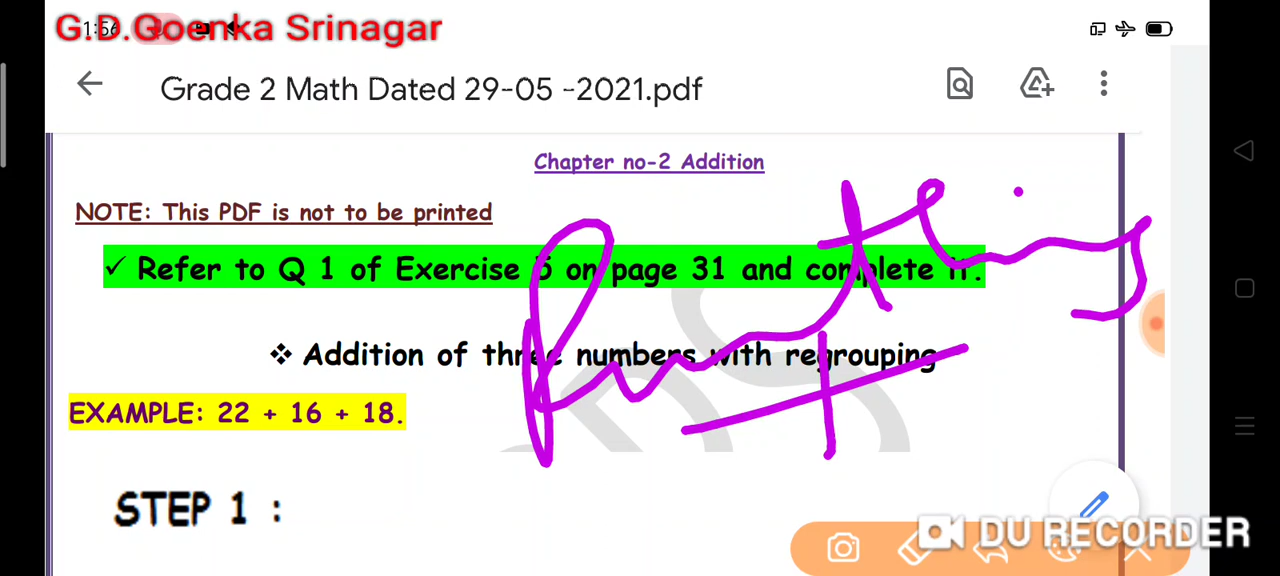 G.D.Goenka Srinagar
Grade 2 Math Dated 29-05 -2021.pdf
Chapter no-2 Addition
NOTE: This PDF is not to be printed
✓ Refer to Q 1 of Exercise 6 on page 31 and complete it.
❖ Addition of three numbers with regrouping
EXAMPLE: 22 + 16 + 18.
STEP 1 :
DU RECORDER